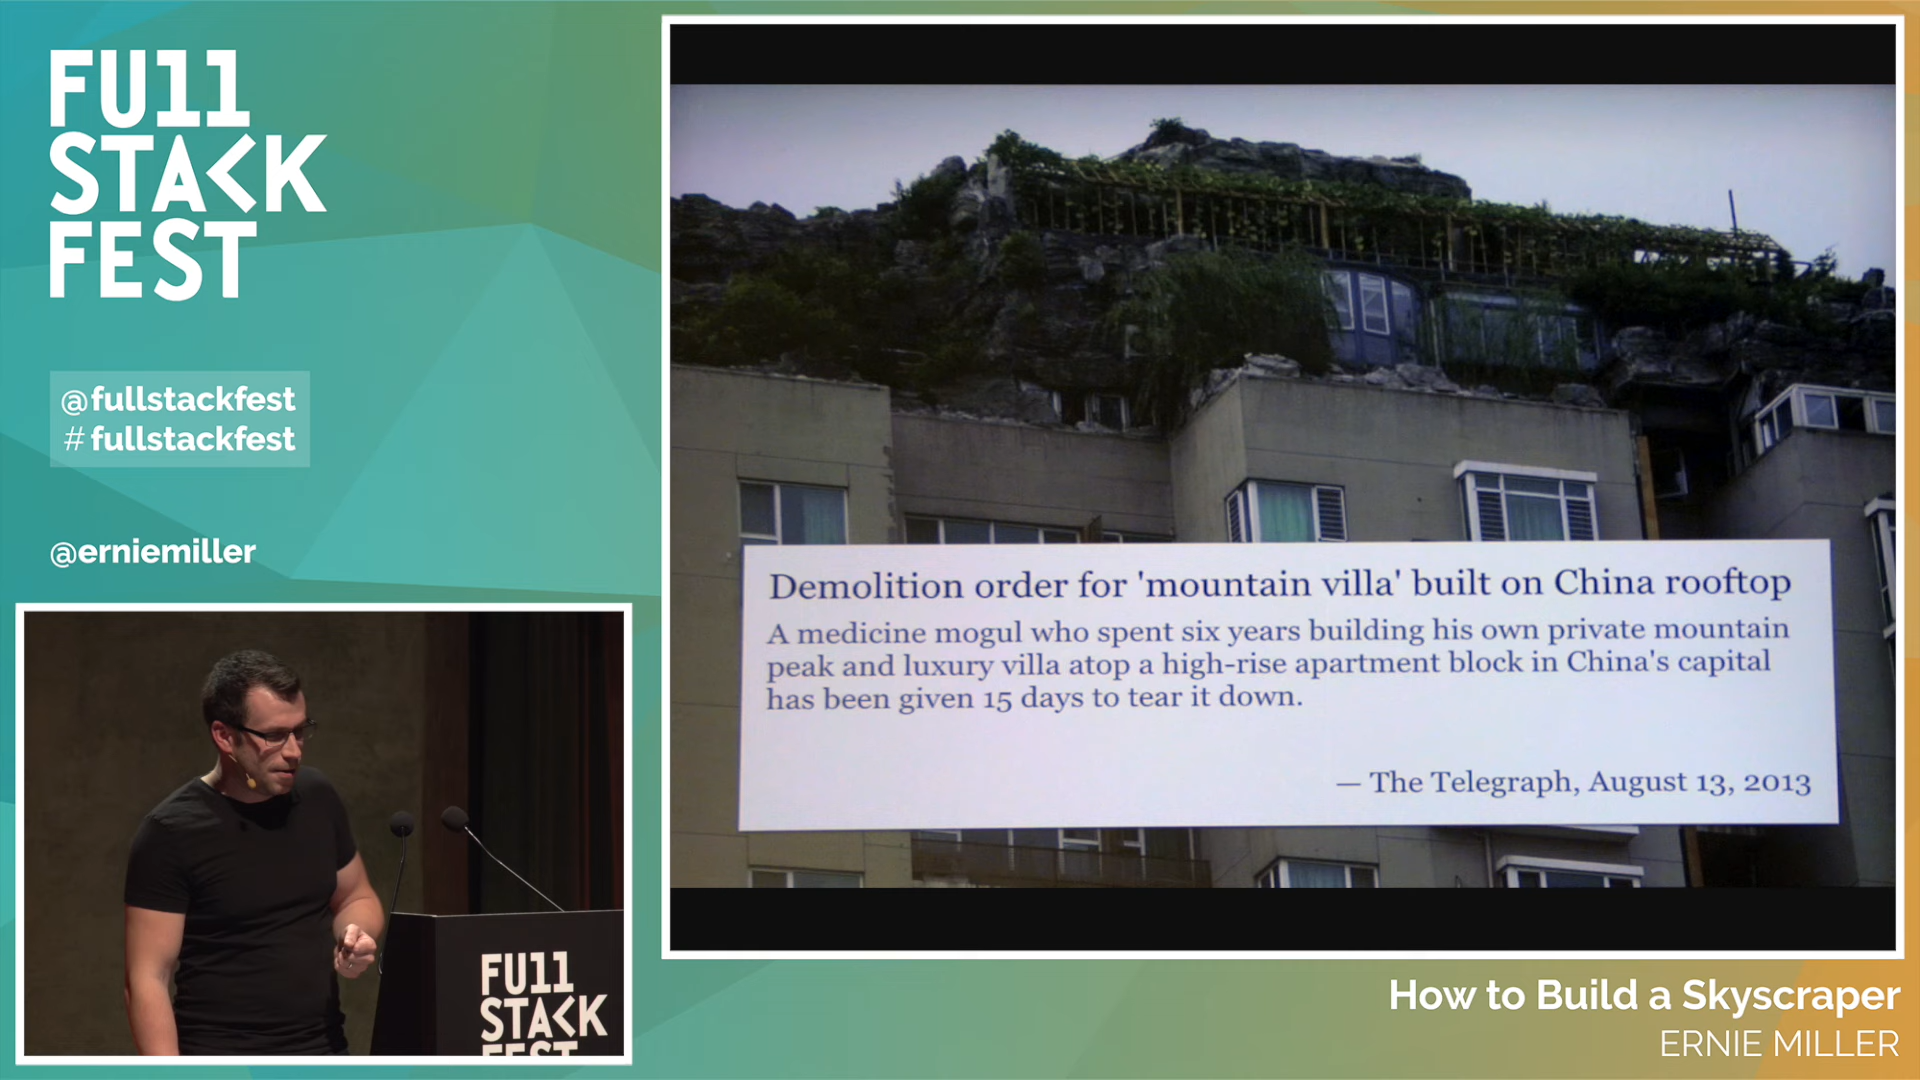 FU11
STACK
FEST
@fullstackfest
# fullstackfest
@erniemiller
Demolition order for 'mountain villa' built on China rooftop
A medicine mogul who spent six years building his own private mountain
peak and luxury villa atop a high-rise apartment block in China's capital
has been given 15 days to tear it down.
— The Telegraph, August 13, 2013
FU11
STACK
FEST
How to Build a Skyscraper
ERNIE MILLER